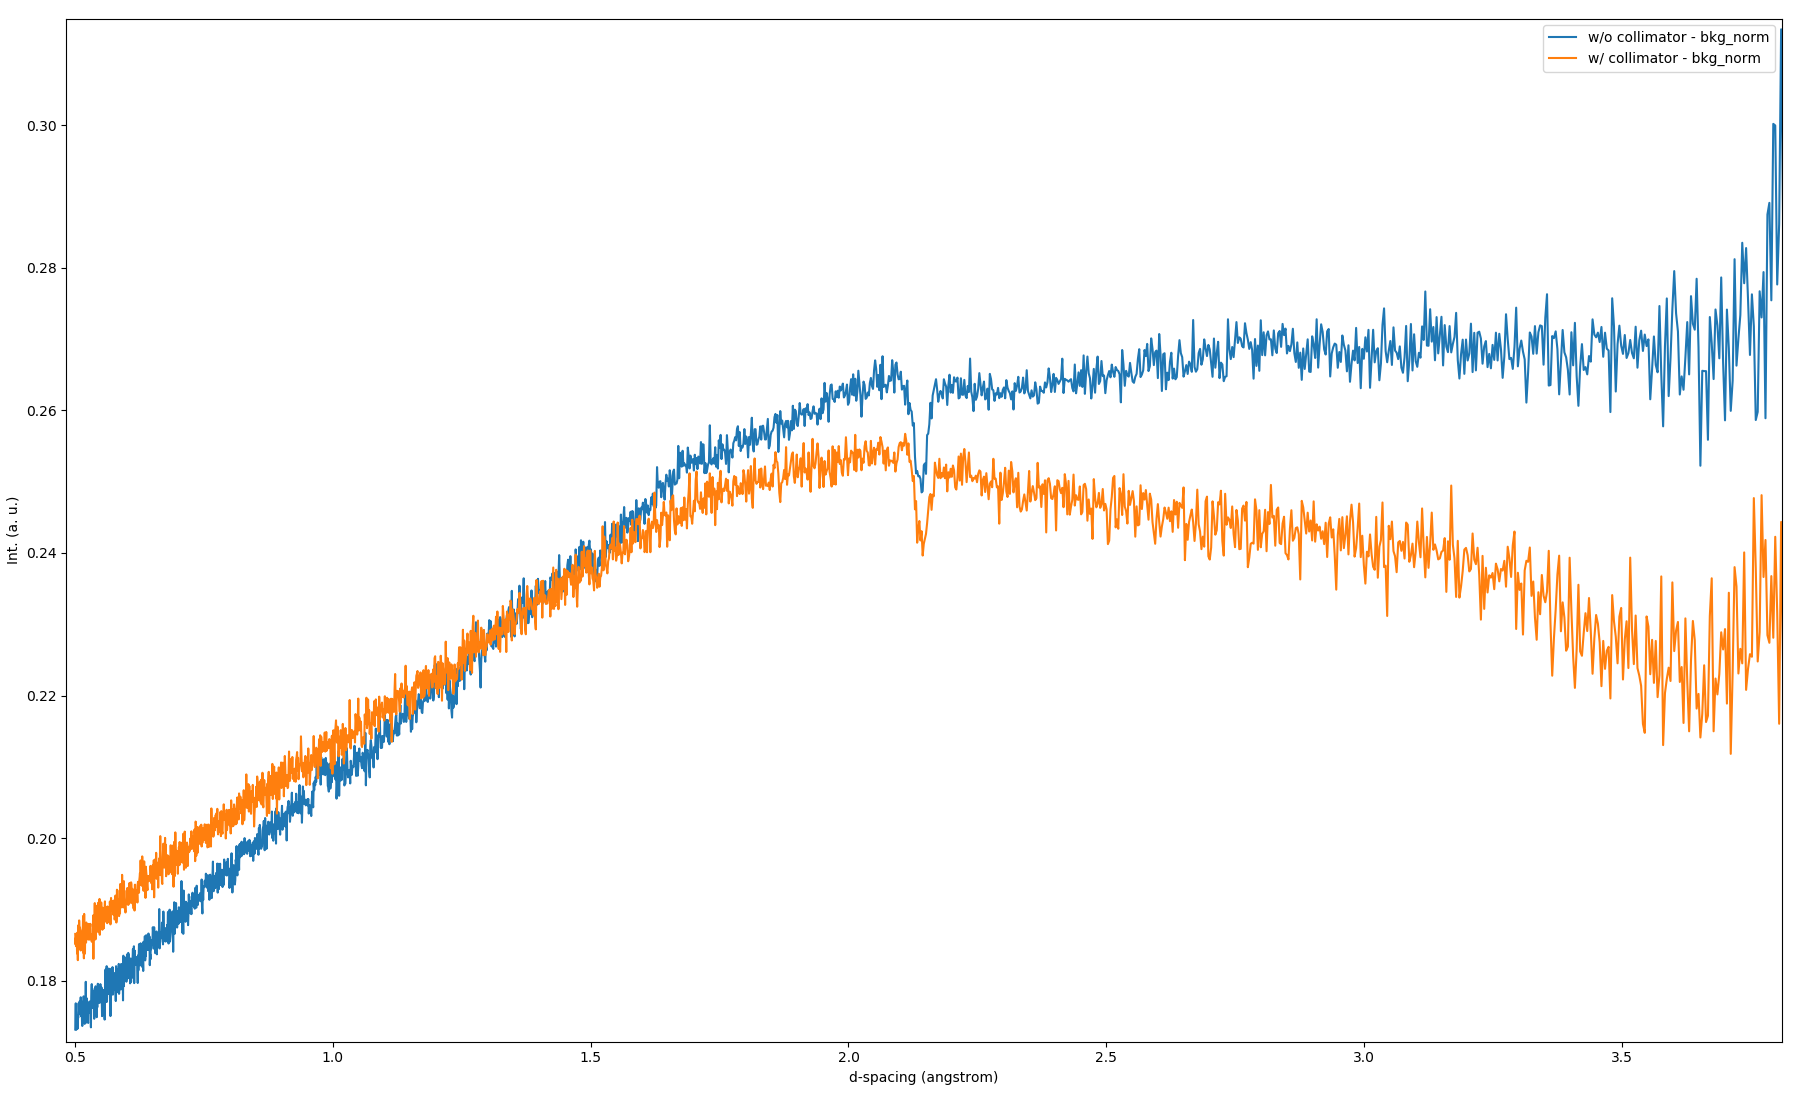 w/o collimator - bkg_norm
w/ collimator - bkg_norm
0.30
0.28
0.26
0.24
0.22
0.20
0.18
Int. (a. u.)
0.5 1.0 1.5 2.0 2.5 3.0 3.5
d-spacing (angstrom)